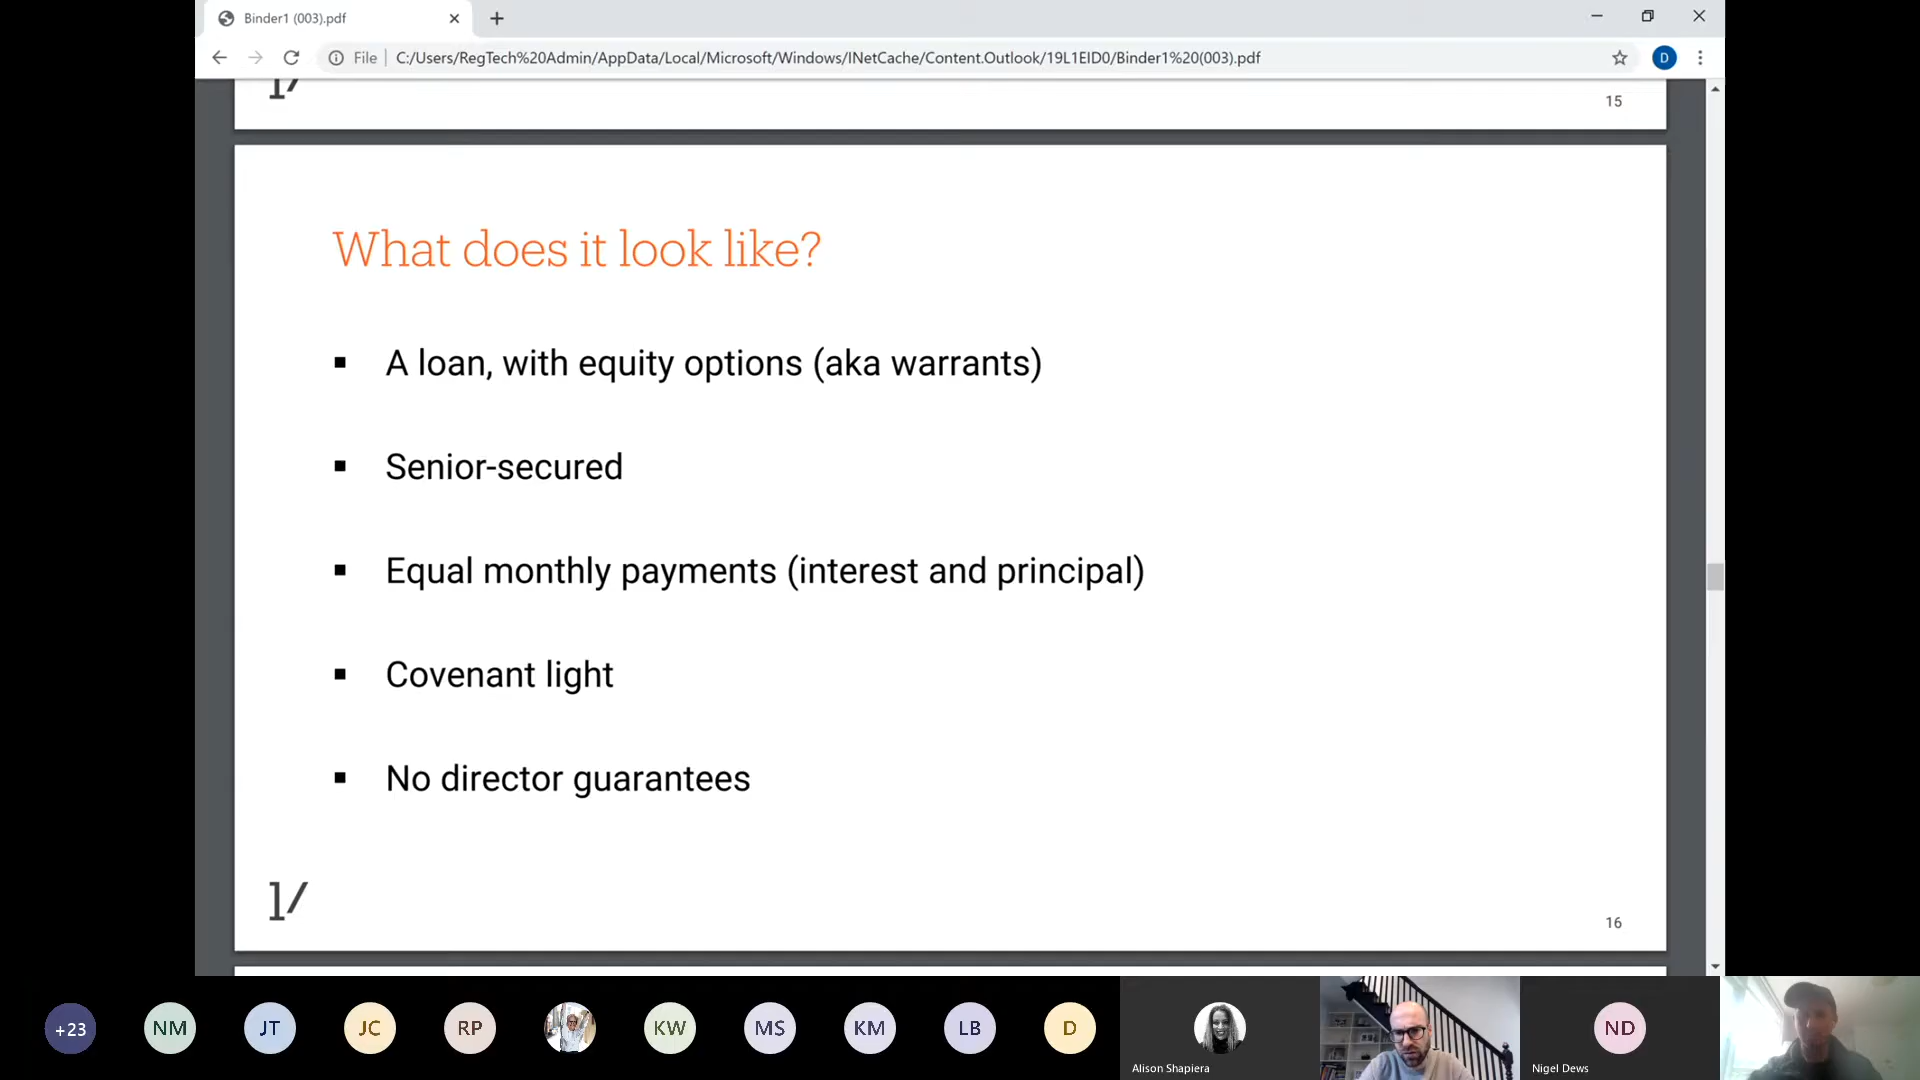 Binder1 (003).pdf
File
C:/Users/RegTech%20Admin/AppData/Local/Microsoft/Windows/INetCache/Content.Outlook/19L1EID0/Binder1%20(003).pdf
D
1/
15
What does it look like?
▪ A loan, with equity options (aka warrants)
▪ Senior-secured
▪ Equal monthly payments (interest and principal)
▪ Covenant light
▪ No director guarantees
1/
16
+23
NM
JT
JC
RP
KW
MS
KM
LB
D
Alison Shapiera
ND
Nigel Dews